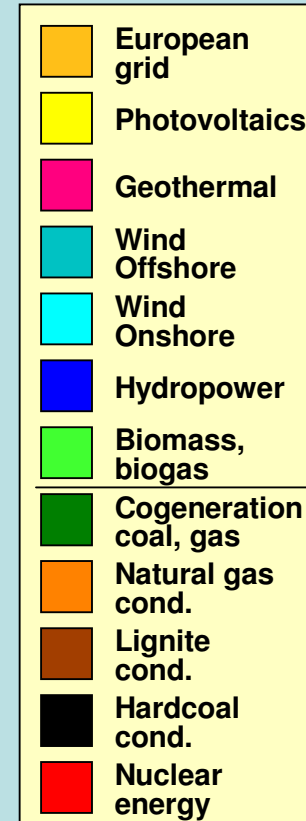 European
grid
Photovoltaics
Geothermal
Wind
Offshore
Wind
Onshore
Hydropower
Biomass,
biogas
Cogeneration
coal, gas
Natural gas
cond.
Lignite
cond.
Hardcoal
cond.
Nuclear
energy